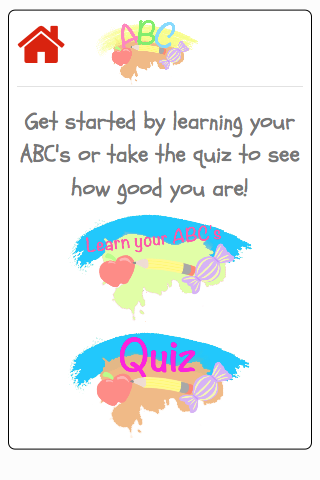 ABC
Get started by learning your
ABC's or take the quiz to see
how good you are!
Learn your ABC's
Quiz